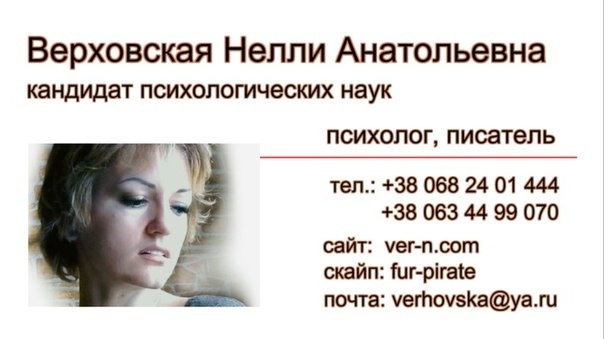 Верховская Нелли Анатольевна
кандидат психологических наук
психолог, писатель
тел.: +38 068 24 01 444
+38 063 44 99 070
сайт: ver-n.com
скайп: fur-pirate
почта: verhovska@ya.ru